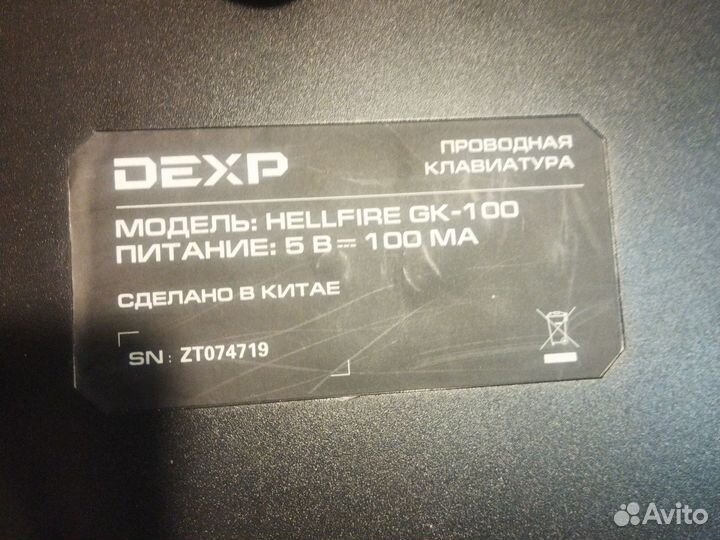 DEXP
ПРОВОДНАЯ
КЛАВИАТУРА
МОДЕЛЬ: HELLFIRE GK-100
ПИТАНИЕ: 5 В ⎓ 100 МА
СДЕЛАНО В КИТАЕ
SN: ZT074719
Avito